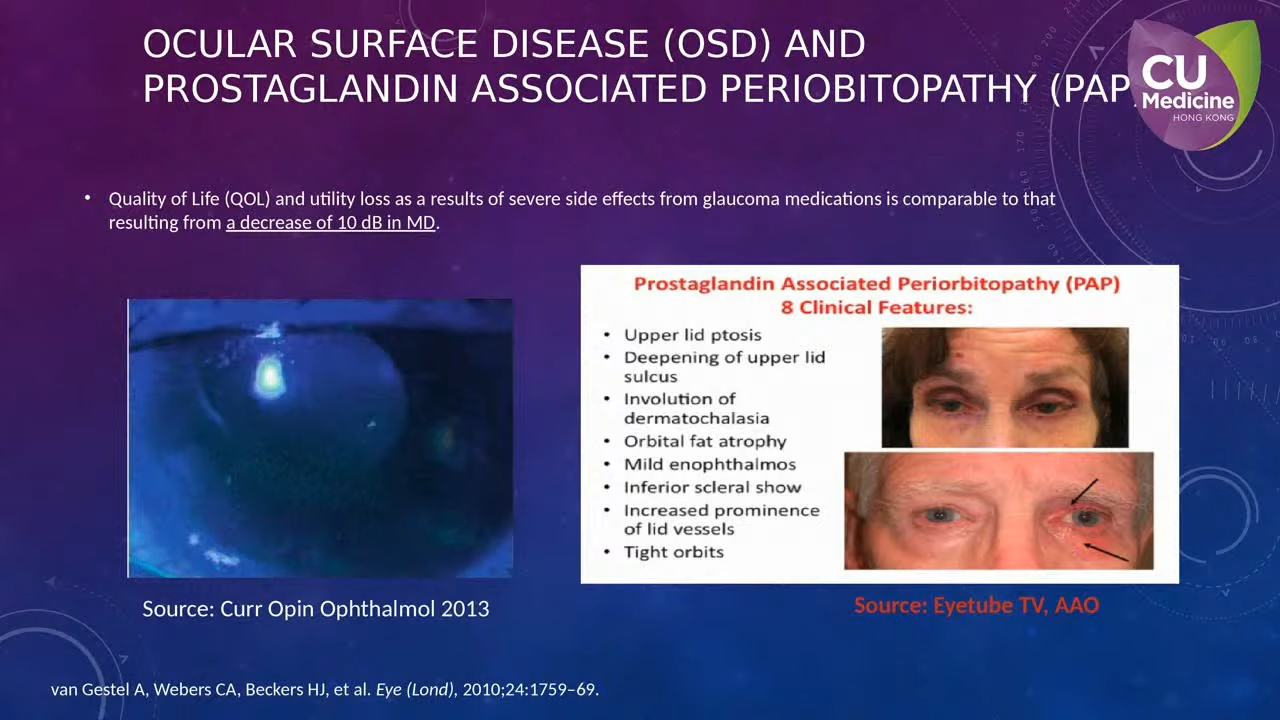 OCULAR SURFACE DISEASE (OSD) AND
PROSTAGLANDIN ASSOCIATED PERIOBITOPATHY (PAP
CU
Medicine
HONG KONG
• Quality of Life (QOL) and utility loss as a results of severe side effects from glaucoma medications is comparable to that
resulting from a decrease of 10 dB in MD.
Prostaglandin Associated Periorbitopathy (PAP)
8 Clinical Features:
• Upper lid ptosis
• Deepening of upper lid
sulcus
• Involution of
dermatochalasia
• Orbital fat atrophy
• Mild enophthalmos
• Inferior scleral show
• Increased prominence
of lid vessels
• Tight orbits
Source: Curr Opin Ophthalmol 2013
Source: Eyetube TV, AAO
van Gestel A, Webers CA, Beckers HJ, et al. Eye (Lond), 2010;24:1759–69.